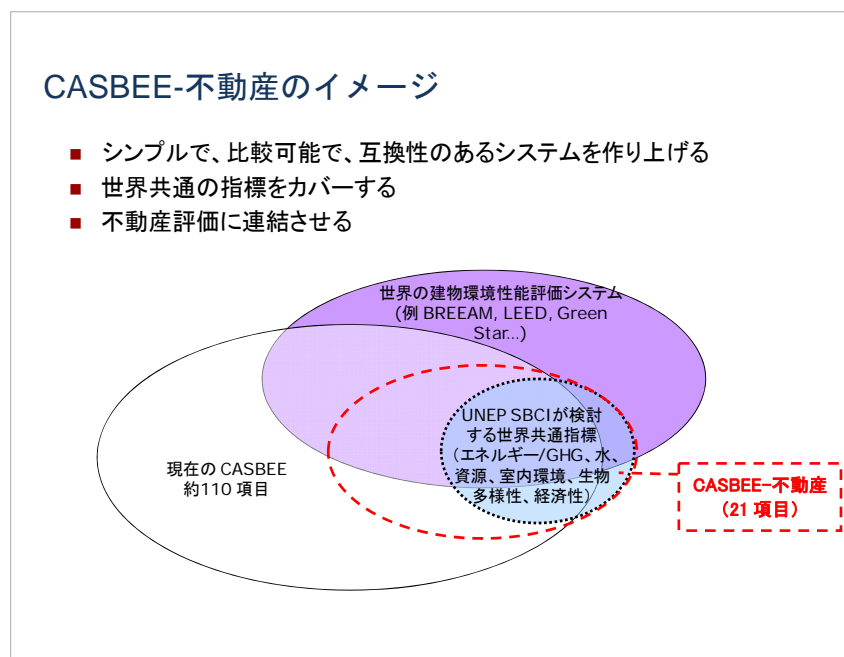 CASBEE-不動産のイメージ
シンプルで、比較可能で、互換性のあるシステムを作り上げる
世界共通の指標をカバーする
不動産評価に連結させる
世界の建物環境性能評価システム
(例 BREEAM, LEED, Green
Star...)
UNEP SBCIが検討
する世界共通指標
(エネルギー/GHG、水、
資源、室内環境、生物
多様性、経済性)
現在の CASBEE
約110 項目
CASBEE-不動産
(21 項目)